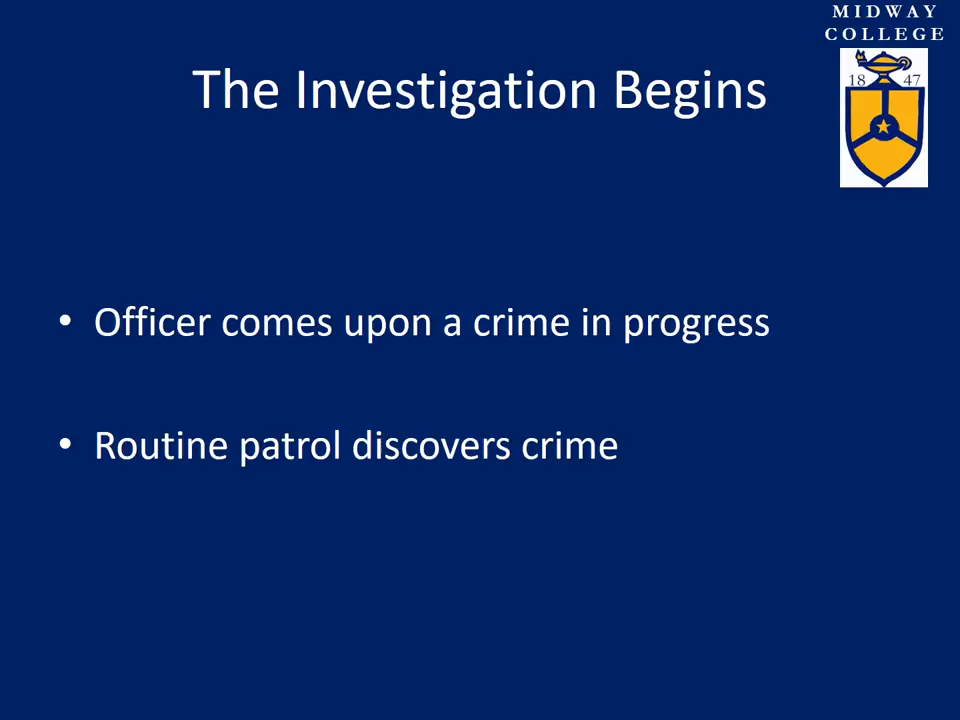 MIDWAY
COLLEGE
18 47
The Investigation Begins
• Officer comes upon a crime in progress
• Routine patrol discovers crime